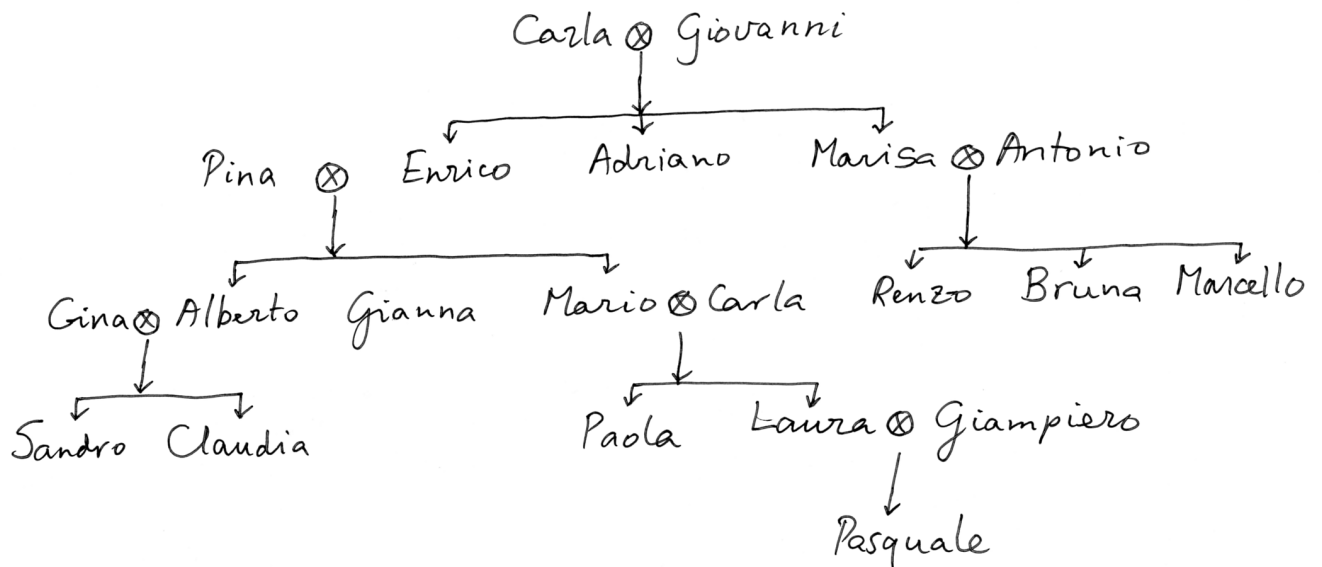 Carla ⊗ Giovanni
Pina ⊗ Enrico Adriano Marisa ⊗ Antonio
Gina ⊗ Alberto Gianna Mario ⊗ Carla Renzo Bruna Marcello
Sandro Claudia Paola Laura ⊗ Giampiero
Pasquale